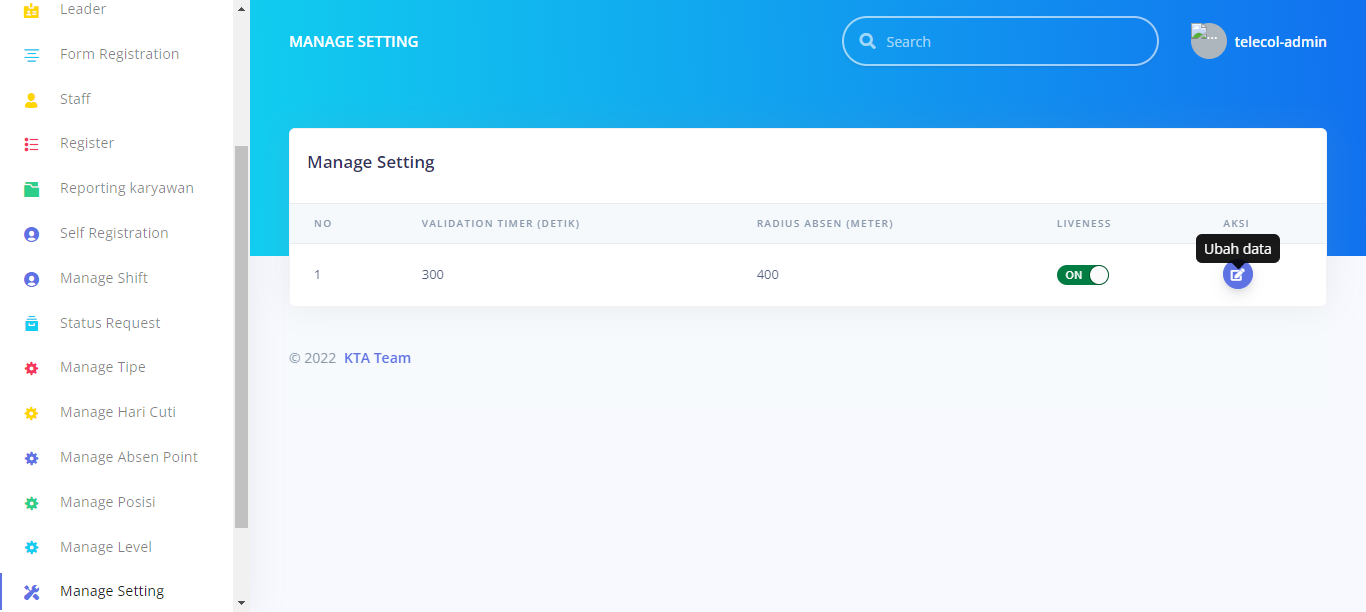 Leader
Form Registration
Staff
Register
Reporting karyawan
Self Registration
Manage Shift
Status Request
Manage Tipe
Manage Hari Cuti
Manage Absen Point
Manage Posisi
Manage Level
Manage Setting
MANAGE SETTING
Search
telecol-admin
Manage Setting
NO VALIDATION TIMER (DETIK) RADIUS ABSEN (METER) LIVENESS AKSI
Ubah data
1 300 400 ON
© 2022 KTA Team